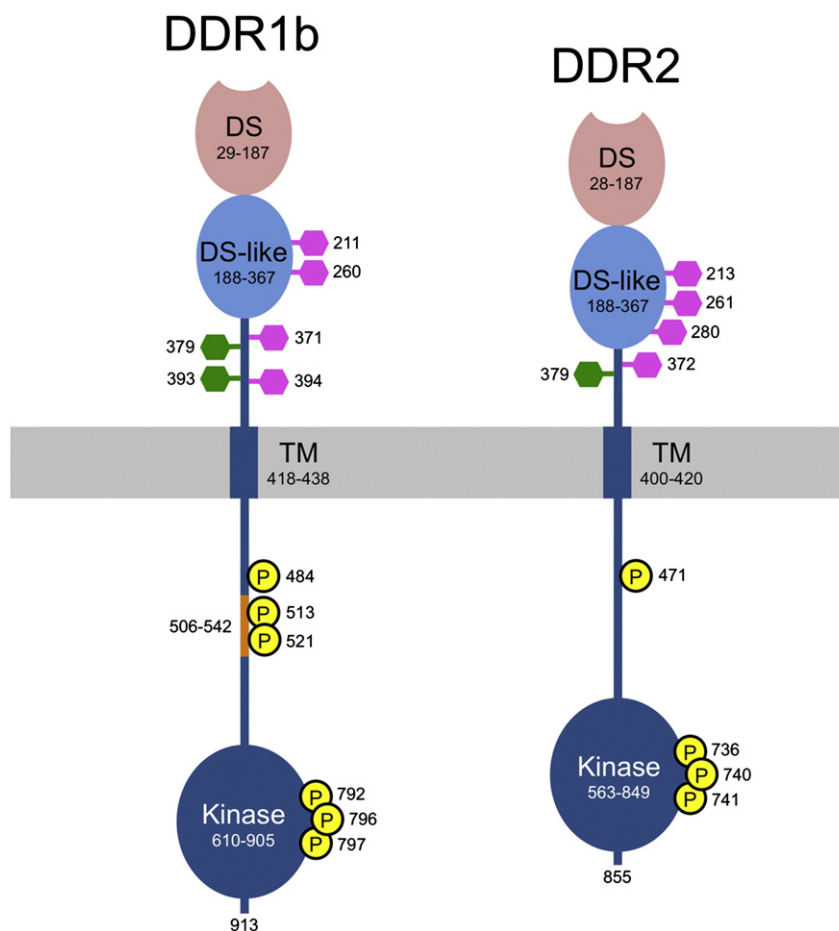 DDR1b
DS
29-187
DS-like
188-367
211
260
379
371
393
394
TM
418-438
P
484
506-542
P
513
P
521
Kinase
610-905
P
792
P
796
P
797
913
DDR2
DS
28-187
DS-like
188-367
213
261
280
379
372
TM
400-420
P
471
Kinase
563-849
P
736
P
740
P
741
855